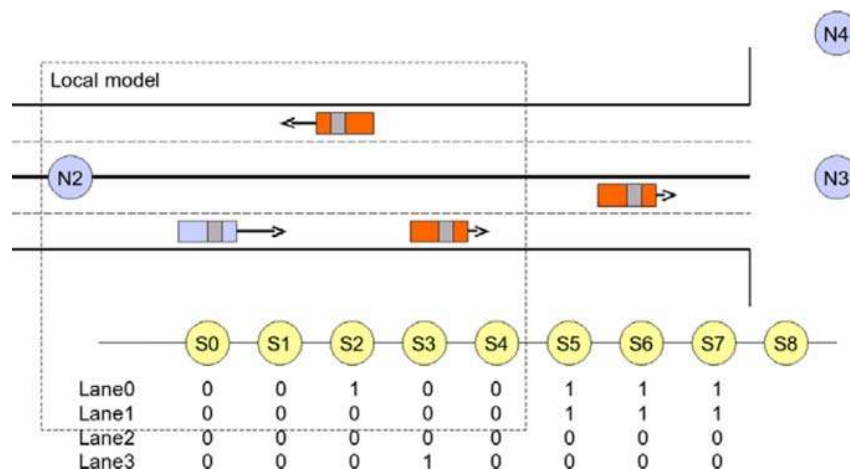 N4
Local model
N2
N3
S0 S1 S2 S3 S4 S5 S6 S7 S8
Lane0 0 0 1 0 0 1 1 1
Lane1 0 0 0 0 0 1 1 1
Lane2 0 0 0 0 0 0 0 0
Lane3 0 0 0 1 0 0 0 0